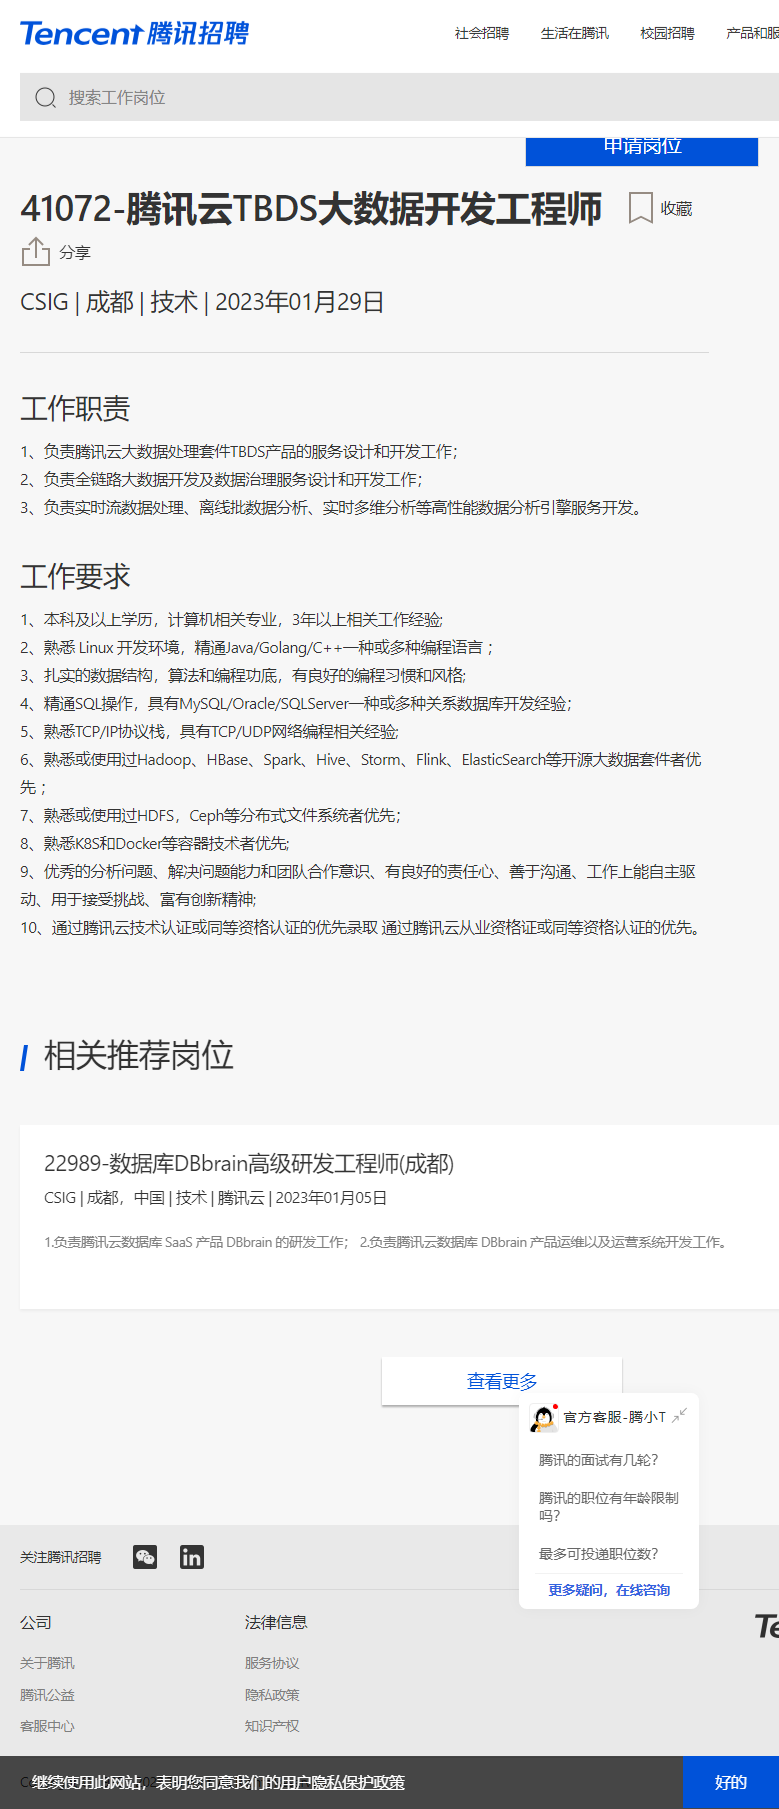 Tencent 腾讯招聘
社会招聘 生活在腾讯 校园招聘 产品和服
搜索工作岗位
申请岗位
41072-腾讯云TBDS大数据开发工程师 收藏
分享
CSIG | 成都 | 技术 | 2023年01月29日
工作职责
1、负责腾讯云大数据处理套件TBDS产品的服务设计和开发工作；
2、负责全链路大数据开发及数据治理服务设计和开发工作；
3、负责实时流数据处理、离线批数据分析、实时多维分析等高性能数据分析引擎服务开发。
工作要求
1、本科及以上学历，计算机相关专业，3年以上相关工作经验;
2、熟悉 Linux 开发环境，精通Java/Golang/C++一种或多种编程语言 ；
3、扎实的数据结构，算法和编程功底，有良好的编程习惯和风格;
4、精通SQL操作，具有MySQL/Oracle/SQLServer一种或多种关系数据库开发经验；
5、熟悉TCP/IP协议栈，具有TCP/UDP网络编程相关经验;
6、熟悉或使用过Hadoop、HBase、Spark、Hive、Storm、Flink、ElasticSearch等开源大数据套件者优
先 ；
7、熟悉或使用过HDFS，Ceph等分布式文件系统者优先；
8、熟悉K8S和Docker等容器技术者优先;
9、优秀的分析问题、解决问题能力和团队合作意识、有良好的责任心、善于沟通、工作上能自主驱
动、用于接受挑战、富有创新精神;
10、通过腾讯云技术认证或同等资格认证的优先录取 通过腾讯云从业资格证或同等资格认证的优先。
相关推荐岗位
22989-数据库DBbrain高级研发工程师(成都)
CSIG | 成都，中国 | 技术 | 腾讯云 | 2023年01月05日
1.负责腾讯云数据库 SaaS 产品 DBbrain 的研发工作； 2.负责腾讯云数据库 DBbrain 产品运维以及运营系统开发工作。
查看更多
官方客服-腾小T
腾讯的面试有几轮?
腾讯的职位有年龄限制
吗?
最多可投递职位数?
更多疑问，在线咨询
关注腾讯招聘
公司 法律信息 Te
关于腾讯 服务协议
腾讯公益 隐私政策
客服中心 知识产权
继续使用此网站，表明您同意我们的用户隐私保护政策 好的